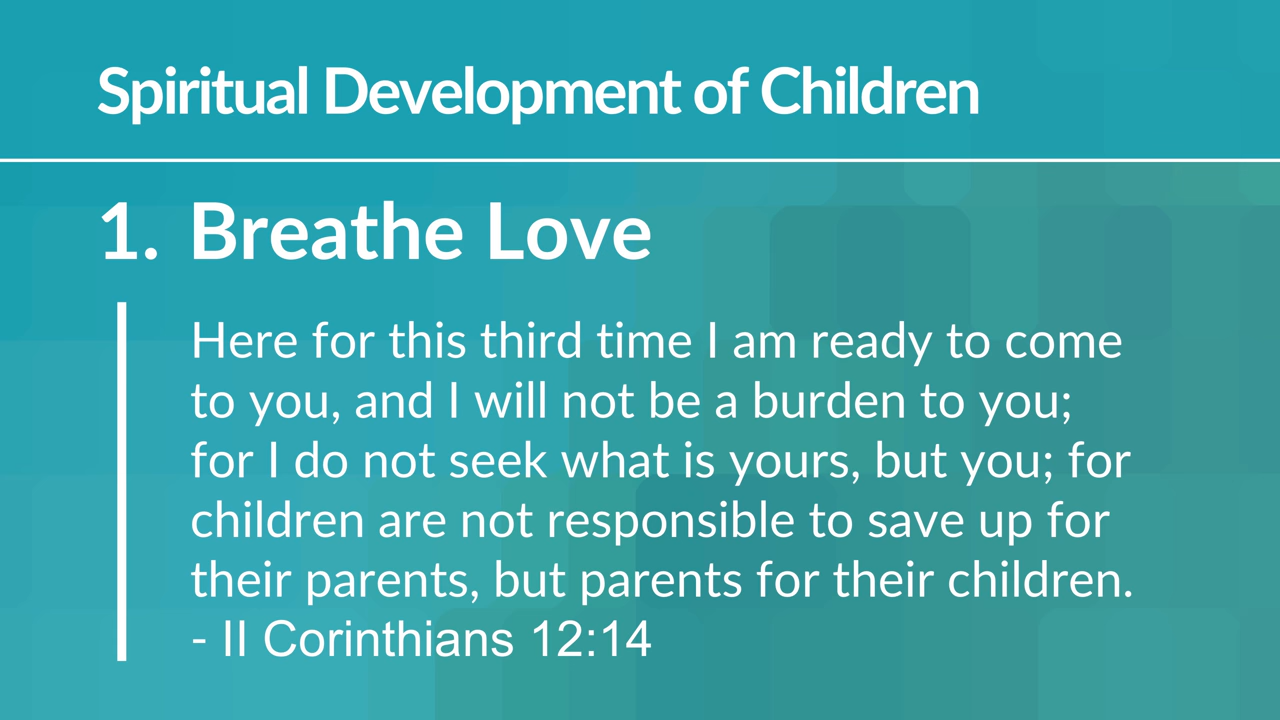 Spiritual Development of Children
1. Breathe Love
Here for this third time I am ready to come
to you, and I will not be a burden to you;
for I do not seek what is yours, but you; for
children are not responsible to save up for
their parents, but parents for their children.
- II Corinthians 12:14